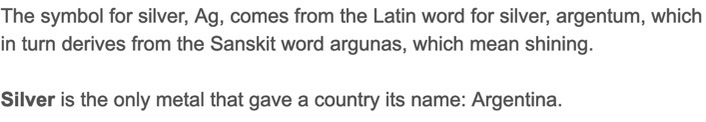 The symbol for silver, Ag, comes from the Latin word for silver, argentum, which
in turn derives from the Sanskit word argunas, which mean shining.
Silver is the only metal that gave a country its name: Argentina.